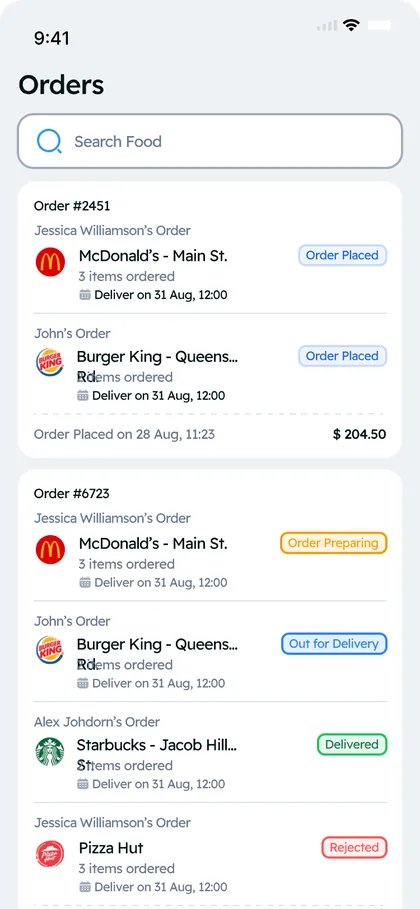 9:41
Orders
Search Food
Order #2451
Jessica Williamson's Order
McDonald's - Main St.
Order Placed
3 items ordered
Deliver on 31 Aug, 12:00
John's Order
BURGER KING
Burger King - Queens...
Order Placed
Rd.
items ordered
Deliver on 31 Aug, 12:00
Order Placed on 28 Aug, 11:23
$ 204.50
Order #6723
Jessica Williamson's Order
McDonald's - Main St.
Order Preparing
3 items ordered
Deliver on 31 Aug, 12:00
John's Order
BURGER KING
Burger King - Queens...
Out for Delivery
Rd.
items ordered
Deliver on 31 Aug, 12:00
Alex Johdorn's Order
Starbucks - Jacob Hill...
Delivered
St.
items ordered
Deliver on 31 Aug, 12:00
Jessica Williamson's Order
Pizza Hut
Rejected
3 items ordered
Deliver on 31 Aug, 12:00